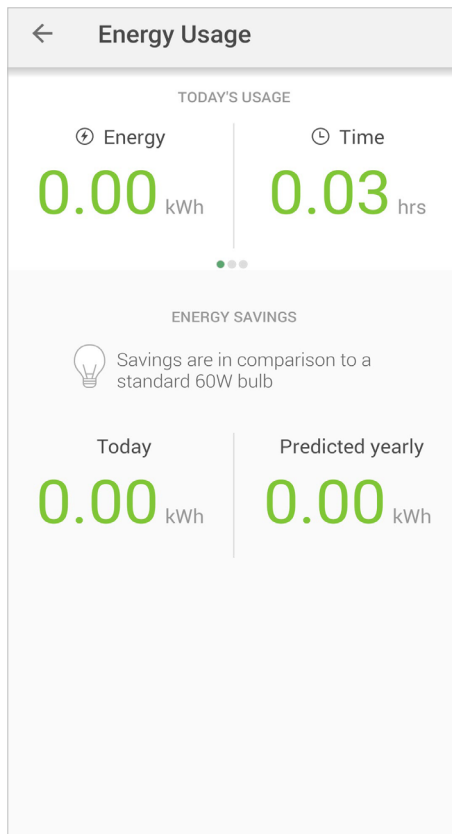 Energy Usage
TODAY'S USAGE
Energy
Time
0.00 kWh
0.03 hrs
ENERGY SAVINGS
Savings are in comparison to a
standard 60W bulb
Today
Predicted yearly
0.00 kWh
0.00 kWh